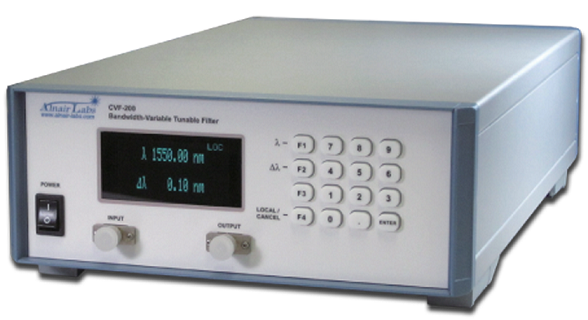 Alnair Labs
www.alnair-labs.com
CVF-200
Bandwidth-Variable Tunable Filter
LOC
λ 1550.00 nm
Δλ 0.10 nm
λ – F1 7 8 9
Δλ – F2 4 5 6
F3 1 2 3
LOCAL /
CANCEL – F4 0 . ENTER
POWER
INPUT
OUTPUT